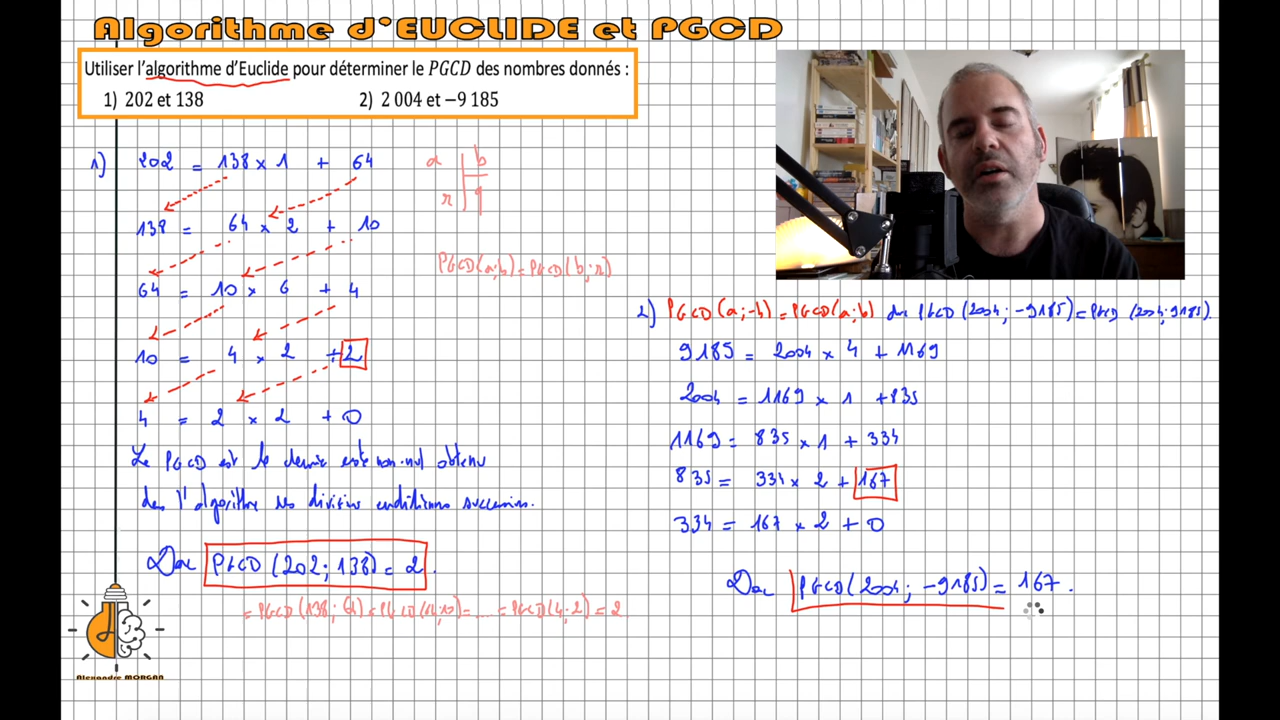 Algorithme d'EUCLIDE et PGCD
Utiliser l'algorithme d'Euclide pour déterminer le PGCD des nombres donnés :
1) 202 et 138
2) 2 004 et −9 185
1) 202 = 138 × 1 + 64
138 = 64 × 2 + 10
64 = 10 × 6 + 4
10 = 4 × 2 + 2
4 = 2 × 2 + 0
Le PGCD est le dernier reste non-nul obtenu
dans l'algorithme des divisions euclidiennes successives.
Donc PGCD(202 ; 138) = 2.
= PGCD(138; 64) = PGCD(64; 10) = .... = PGCD(4; 2) = 2
a b
r q
PGCD(a;b) = PGCD(b;r)
2) PGCD(a;-b) = PGCD(a;b) donc PGCD(2004; -9185) = PGCD(2004; 9185).
9185 = 2004 × 4 + 1169
2004 = 1169 × 1 + 835
1169 = 835 × 1 + 334
835 = 334 × 2 + 167
334 = 167 × 2 + 0
Donc PGCD(2004; -9185) = 167.
Alexandre MORGAN